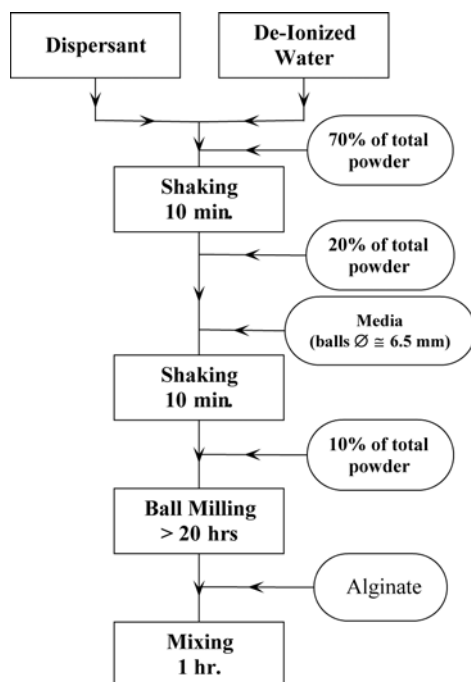 Dispersant
De-Ionized
Water
70% of total
powder
Shaking
10 min.
20% of total
powder
Media
(balls ∅ ≅ 6.5 mm)
Shaking
10 min.
10% of total
powder
Ball Milling
> 20 hrs
Alginate
Mixing
1 hr.